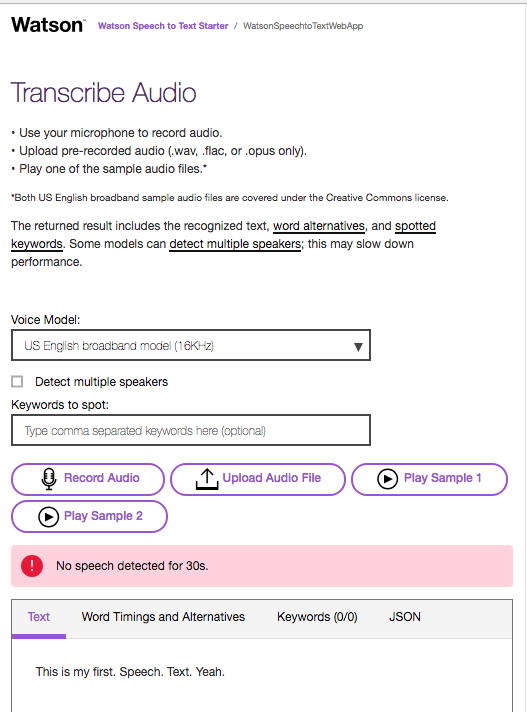 Watson™ Watson Speech to Text Starter / WatsonSpeechtoTextWebApp
Transcribe Audio
• Use your microphone to record audio.
• Upload pre-recorded audio (.wav, .flac, or .opus only).
• Play one of the sample audio files.*
*Both US English broadband sample audio files are covered under the Creative Commons license.
The returned result includes the recognized text, word alternatives, and spotted
keywords. Some models can detect multiple speakers; this may slow down
performance.
Voice Model:
US English broadband model (16KHz)
Detect multiple speakers
Keywords to spot:
Type comma separated keywords here (optional)
Record Audio Upload Audio File Play Sample 1
Play Sample 2
! No speech detected for 30s.
Text Word Timings and Alternatives Keywords (0/0) JSON
This is my first. Speech. Text. Yeah.